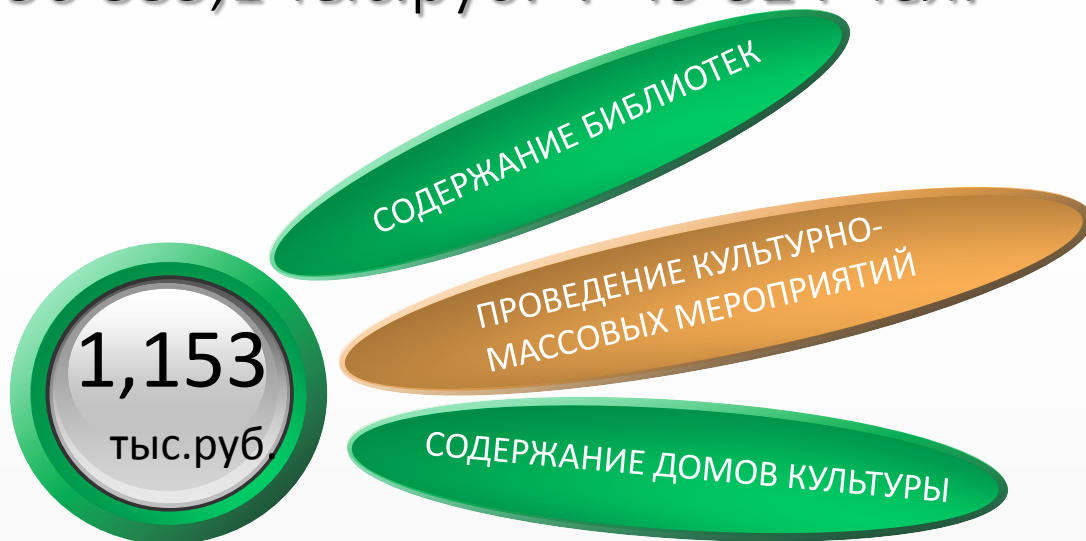 СОДЕРЖАНИЕ БИБЛИОТЕК
ПРОВЕДЕНИЕ КУЛЬТУРНО-
МАССОВЫХ МЕРОПРИЯТИЙ
1,153
тыс.руб.
СОДЕРЖАНИЕ ДОМОВ КУЛЬТУРЫ